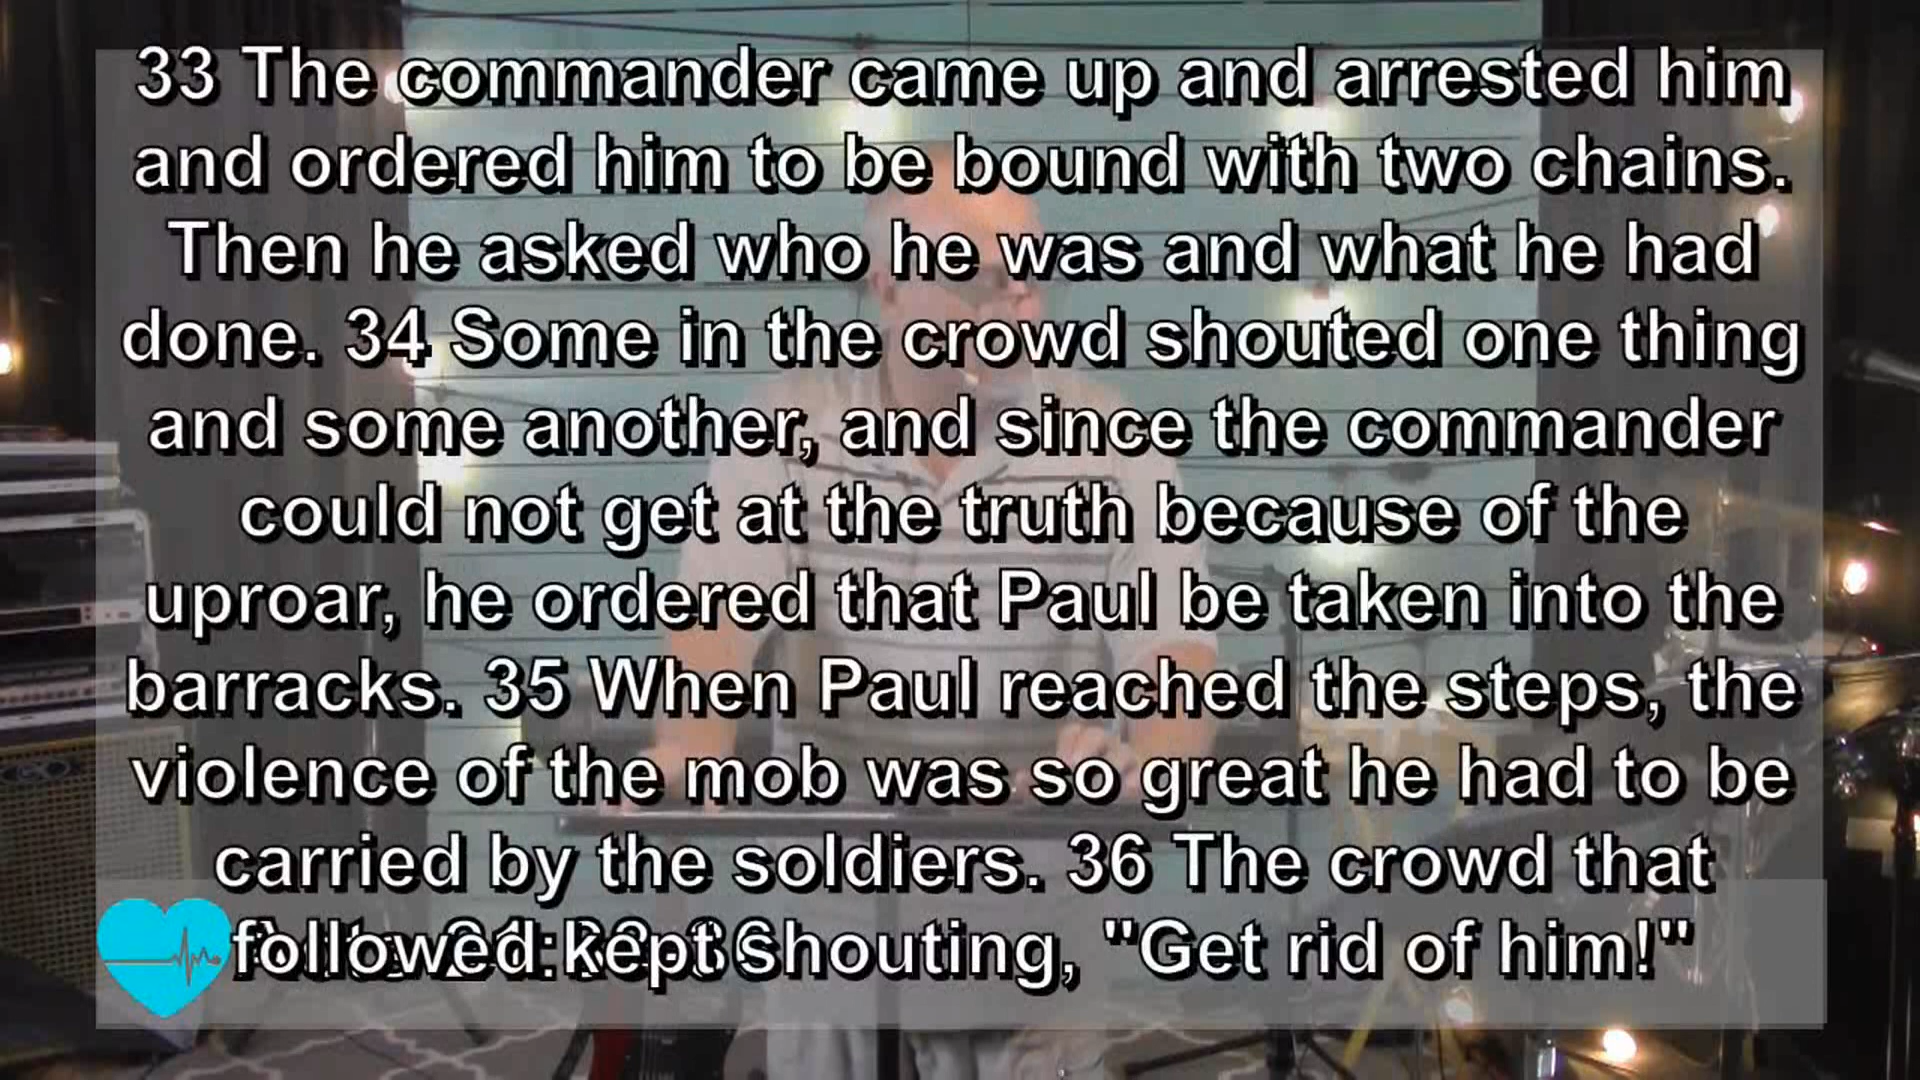 33 The commander came up and arrested him
and ordered him to be bound with two chains.
Then he asked who he was and what he had
done. 34 Some in the crowd shouted one thing
and some another, and since the commander
could not get at the truth because of the
uproar, he ordered that Paul be taken into the
barracks. 35 When Paul reached the steps, the
violence of the mob was so great he had to be
carried by the soldiers. 36 The crowd that
followed kept shouting, "Get rid of him!"